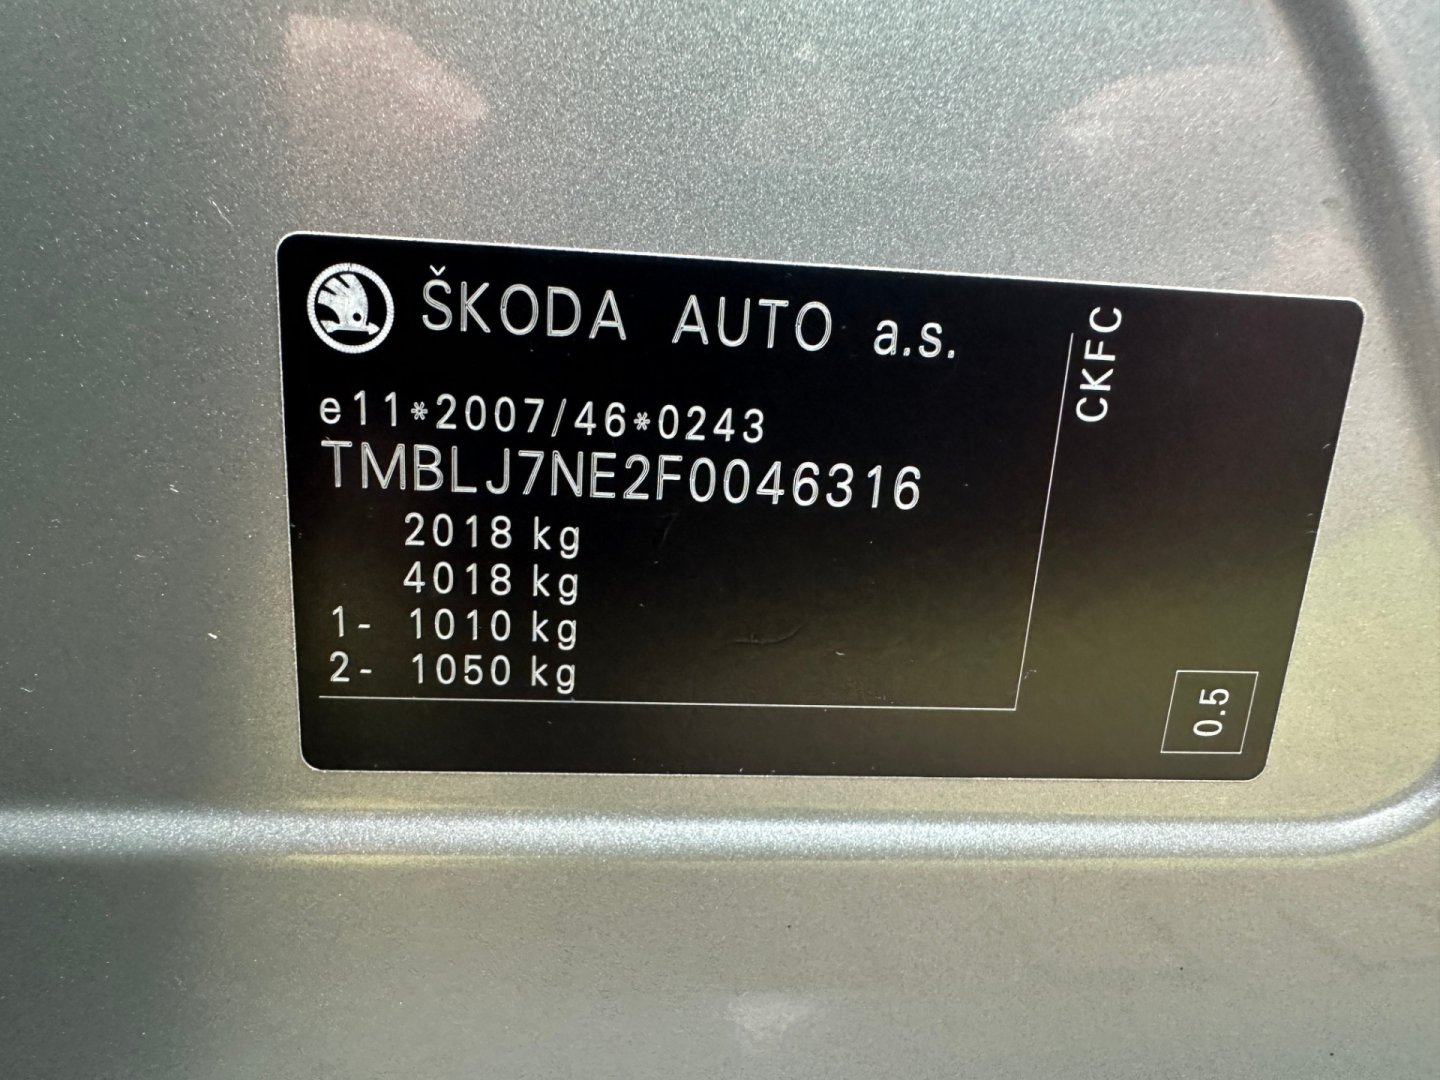 ŠKODA AUTO a.s.
e11*2007/46*0243
TMBLJ7NE2F0046316
2018 kg
4018 kg
1- 1010 kg
2- 1050 kg
CKFC
0.5